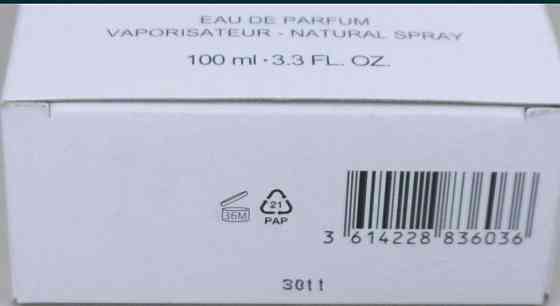 EAU DE PARFUM
VAPORISATEUR - NATURAL SPRAY
100 ml · 3.3 FL. OZ.
36M
21
PAP
3 614228 836036
3011